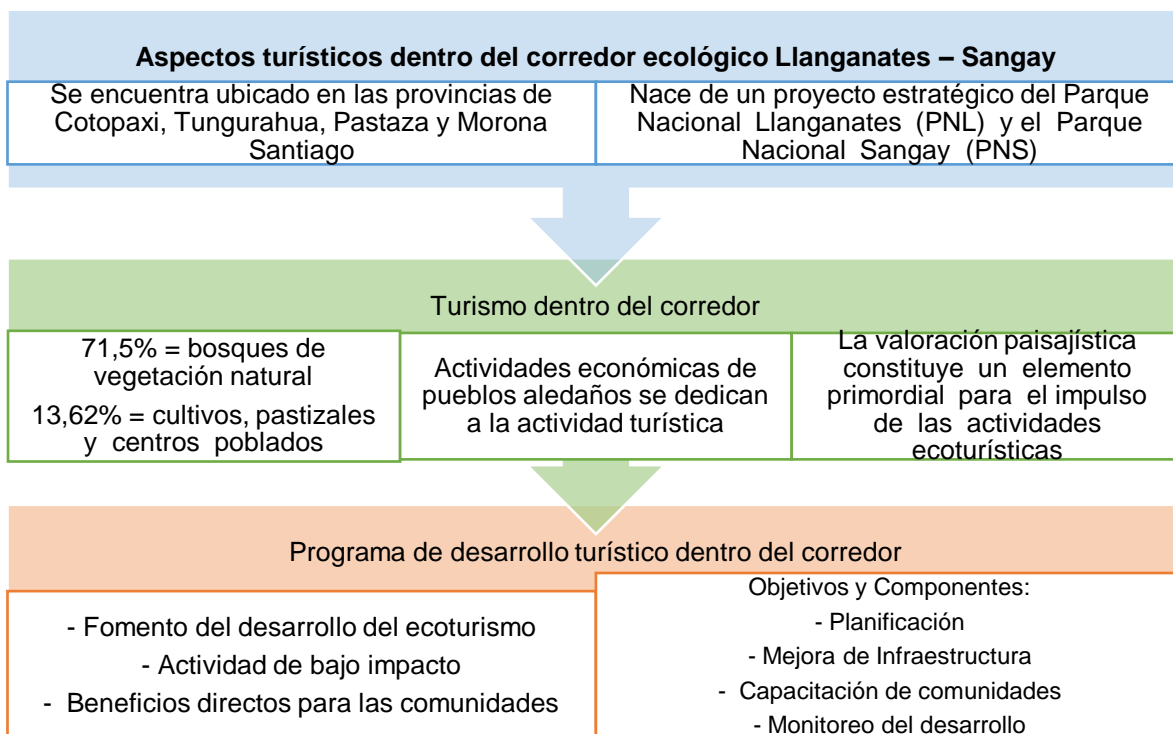 Aspectos turísticos dentro del corredor ecológico Llanganates – Sangay
Se encuentra ubicado en las provincias de
Cotopaxi, Tungurahua, Pastaza y Morona
Santiago
Nace de un proyecto estratégico del Parque
Nacional Llanganates (PNL) y el Parque
Nacional Sangay (PNS)
Turismo dentro del corredor
71,5% = bosques de
vegetación natural
13,62% = cultivos, pastizales
y centros poblados
Actividades económicas de
pueblos aledaños se dedican
a la actividad turística
La valoración paisajística
constituye un elemento
primordial para el impulso
de las actividades
ecoturísticas
Programa de desarrollo turístico dentro del corredor
- Fomento del desarrollo del ecoturismo
- Actividad de bajo impacto
- Beneficios directos para las comunidades
Objetivos y Componentes:
- Planificación
- Mejora de Infraestructura
- Capacitación de comunidades
- Monitoreo del desarrollo